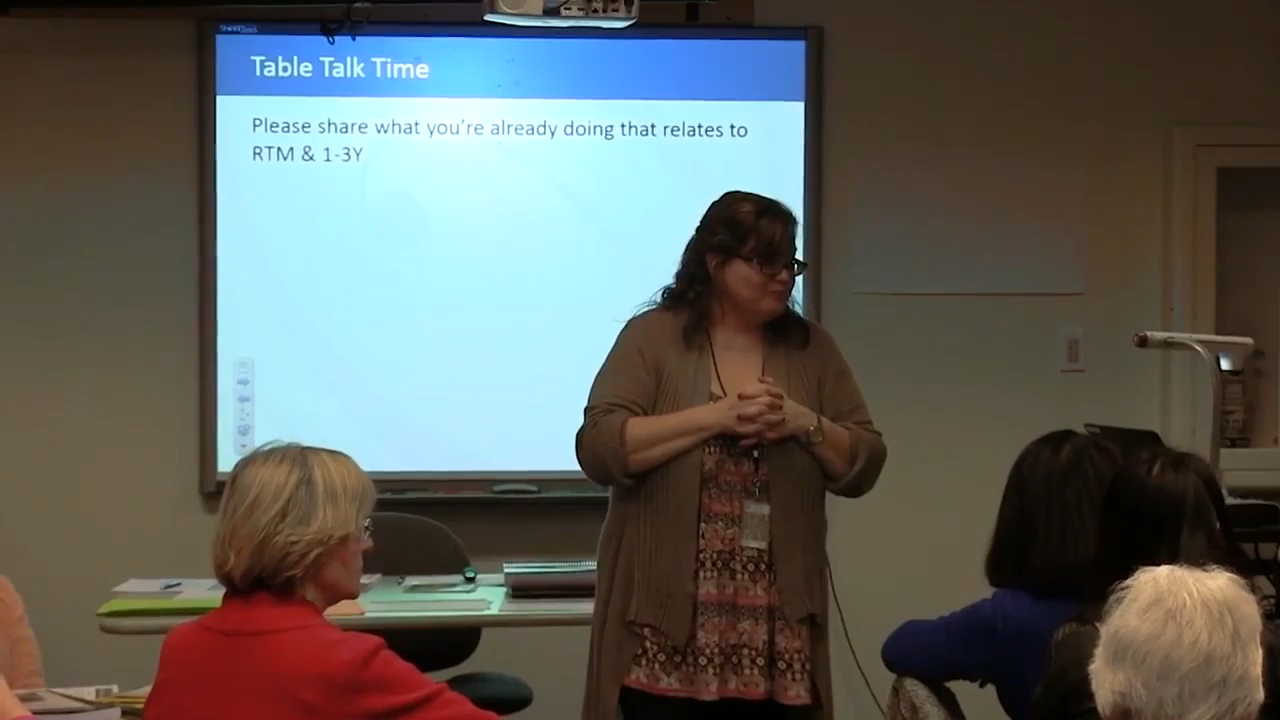 Table Talk Time
Please share what you're already doing that relates to
RTM & 1-3Y